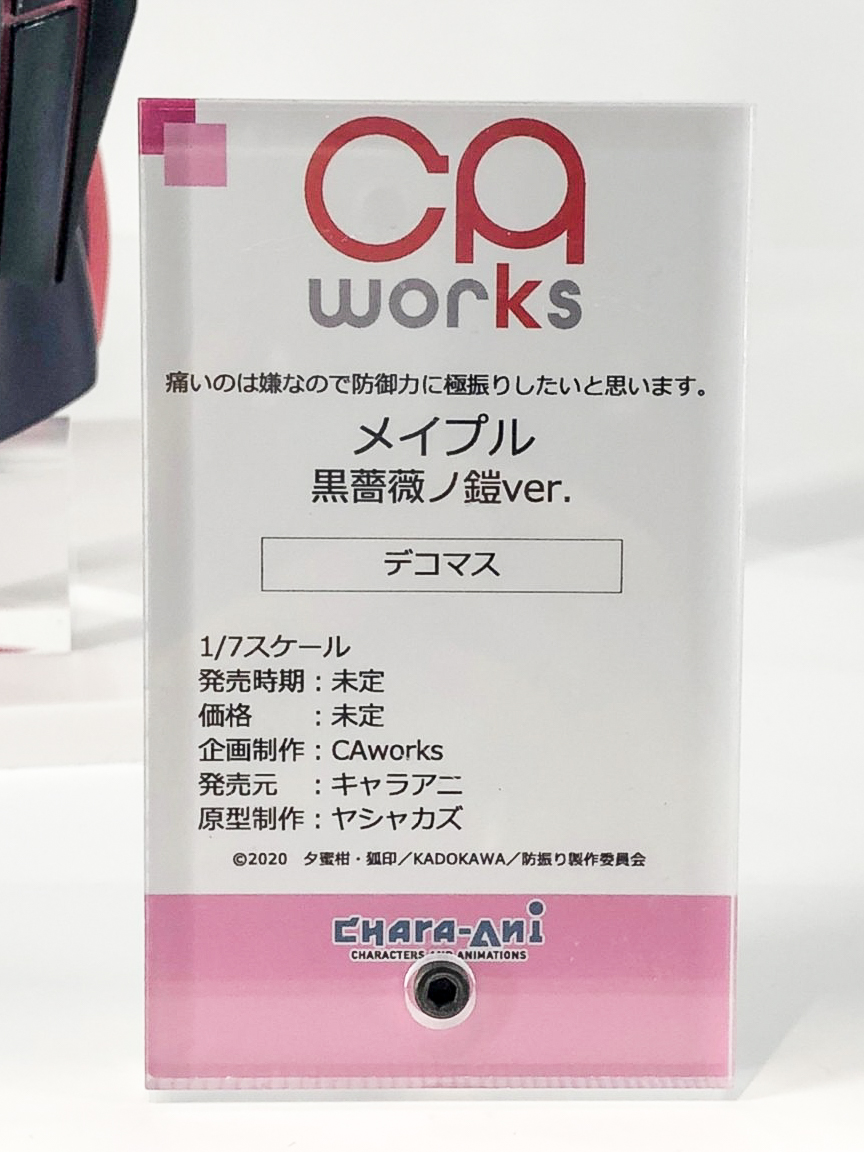 CA
works
痛いのは嫌なので防御力に極振りしたいと思います。
メイプル
黒薔薇ノ鎧ver.
デコマス
1/7スケール
発売時期：未定
価格　　：未定
企画制作：CAworks
発売元　：キャラアニ
原型制作：ヤシャカズ
©2020　夕蜜柑・狐印／KADOKAWA／防振り製作委員会
CHARA-ANI
CHARACTERS AND ANIMATIONS